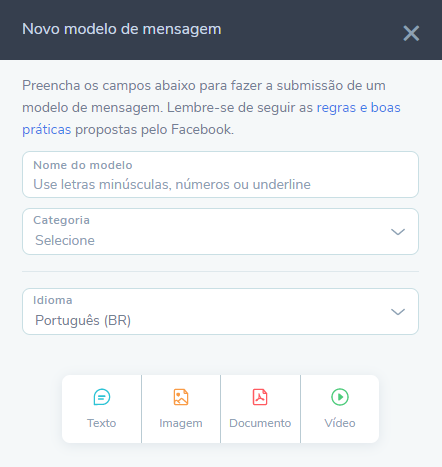 Novo modelo de mensagem
Preencha os campos abaixo para fazer a submissão de um
modelo de mensagem. Lembre-se de seguir as regras e boas
práticas propostas pelo Facebook.
Nome do modelo
Use letras minúsculas, números ou underline
Categoria
Selecione
Idioma
Português (BR)
Texto Imagem Documento Vídeo